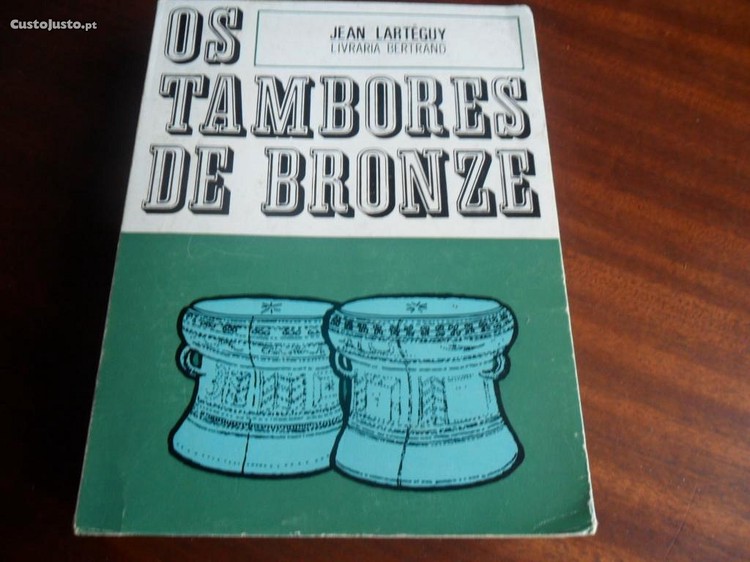 CustoJusto.pt
JEAN LARTÉGUY
LIVRARIA BERTRAND
OS
TAMBORES
DE BRONZE